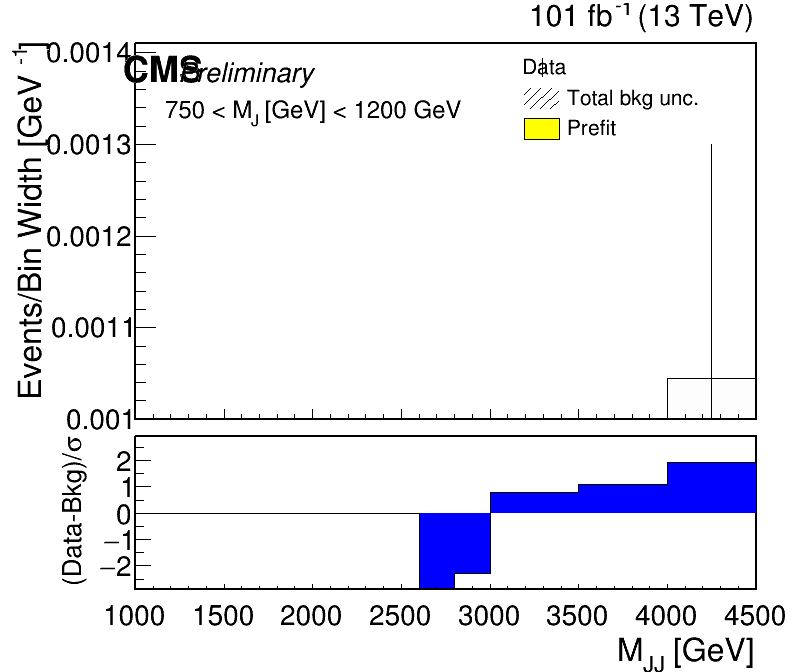 101 fb⁻¹ (13 TeV)
CMS Preliminary
750 < M_J [GeV] < 1200 GeV
Data
Total bkg unc.
Prefit
Events/Bin Width [GeV⁻¹]
0.0014
0.0013
0.0012
0.0011
0.001
(Data-Bkg)/σ
2
1
0
−1
−2
1000 1500 2000 2500 3000 3500 4000 4500
M_JJ [GeV]